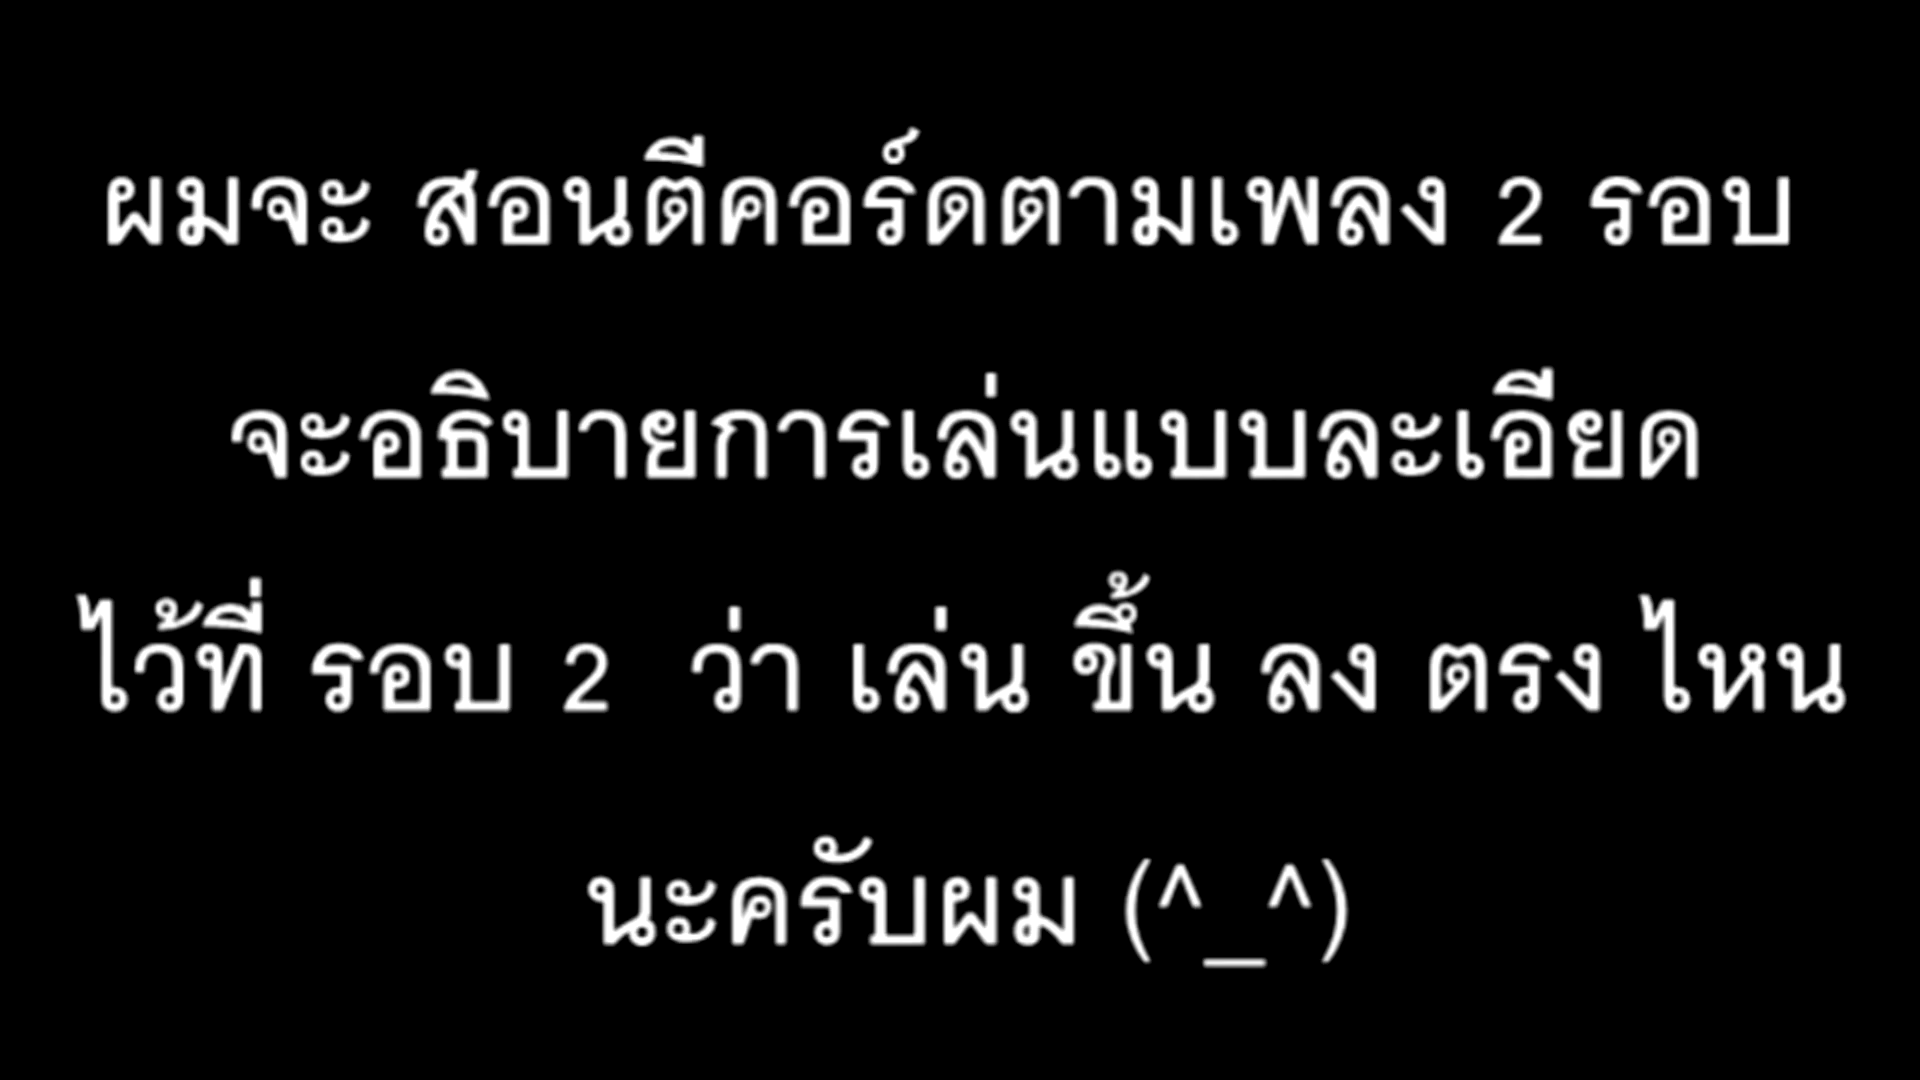 ผมจะ สอนตีคอร์ดตามเพลง 2 รอบ
จะอธิบายการเล่นแบบละเอียด
ไว้ที่ รอบ 2 ว่า เล่น ขึ้น ลง ตรง ไหน
นะครับผม (^_^)